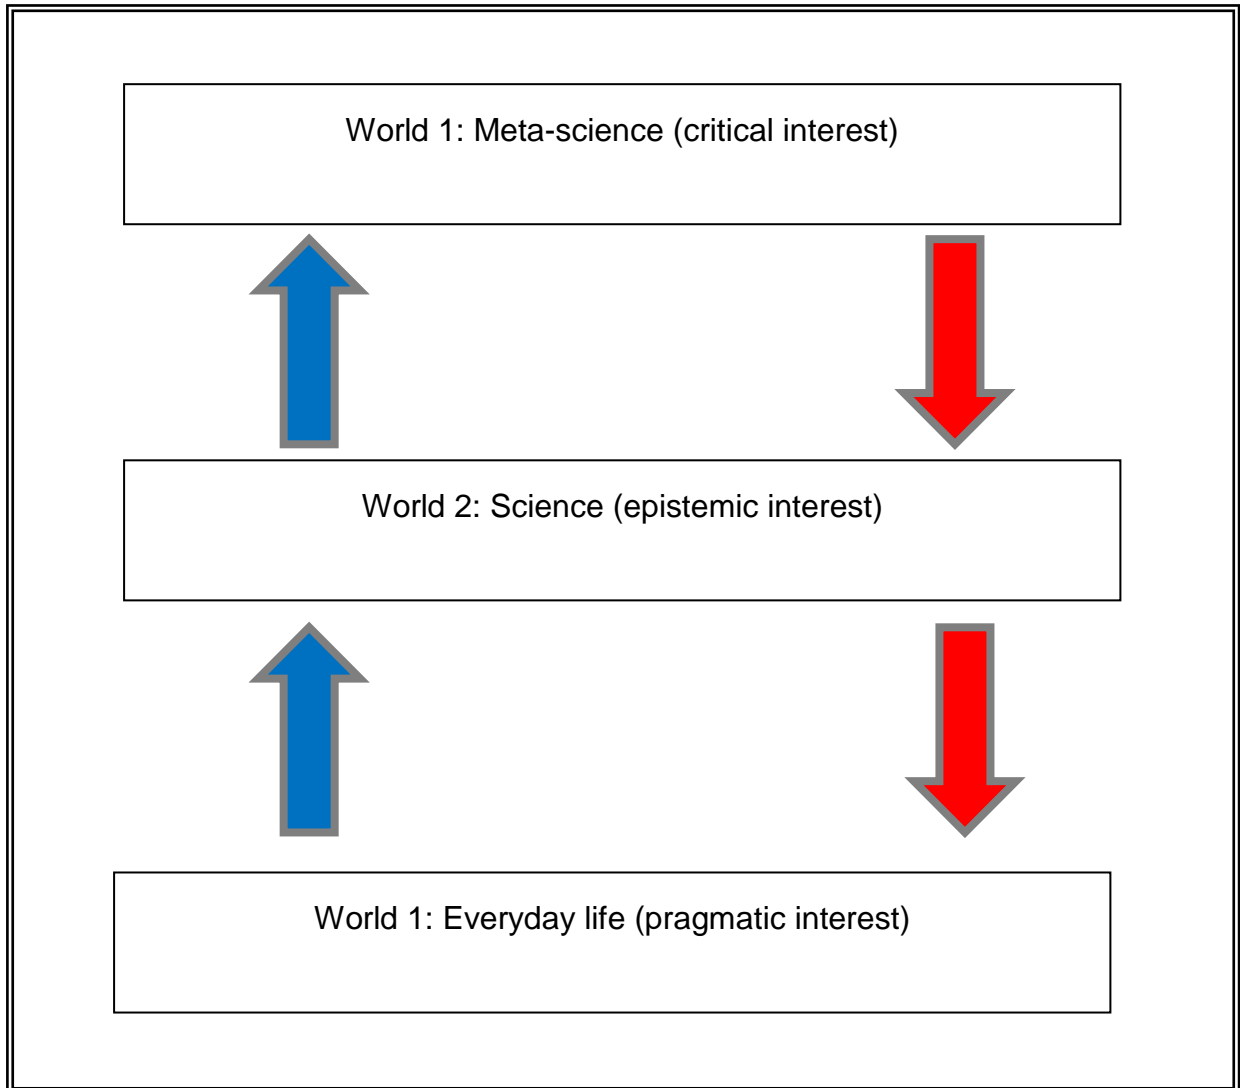 World 1: Meta-science (critical interest)
World 2: Science (epistemic interest)
World 1: Everyday life (pragmatic interest)